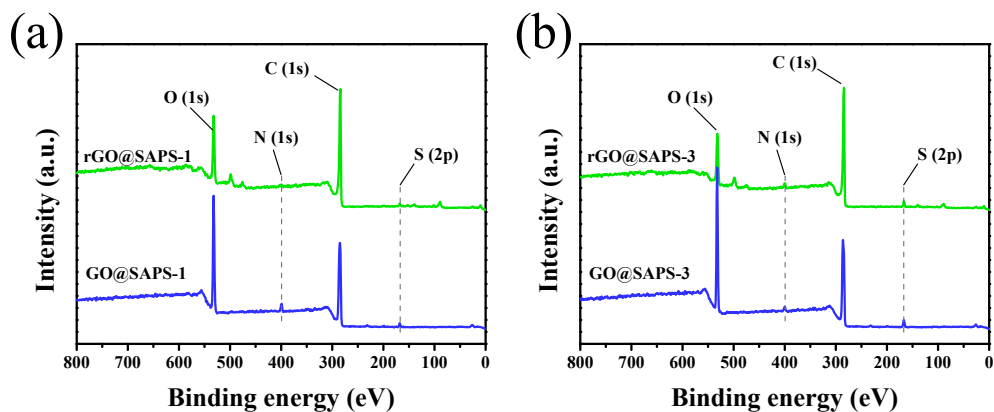 (a)
C (1s)
O (1s)
N (1s)
S (2p)
rGO@SAPS-1
GO@SAPS-1
Intensity (a.u.)
800 700 600 500 400 300 200 100 0
Binding energy (eV)
(b)
C (1s)
O (1s)
N (1s)
S (2p)
rGO@SAPS-3
GO@SAPS-3
Intensity (a.u.)
800 700 600 500 400 300 200 100 0
Binding energy (eV)